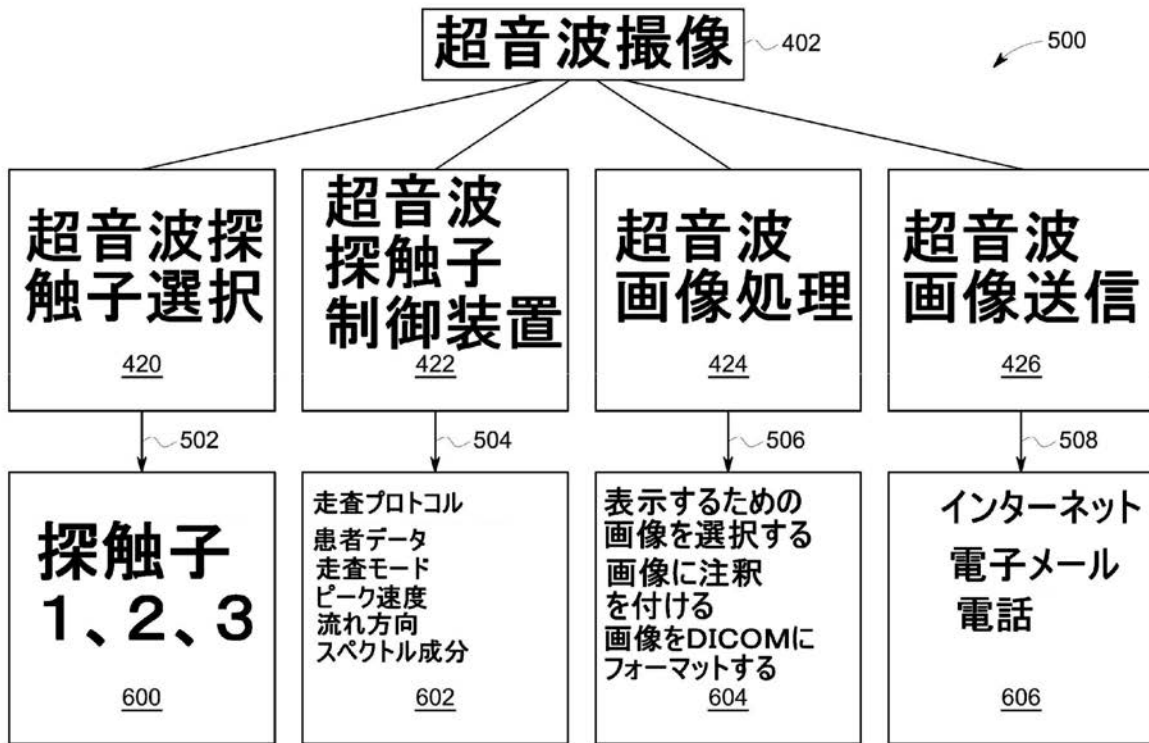 超音波撮像
402
500
超音波探
触子選択
420
超音波
探触子
制御装置
422
超音波
画像処理
424
超音波
画像送信
426
502
504
506
508
探触子
1、2、3
600
走査プロトコル
患者データ
走査モード
ピーク速度
流れ方向
スペクトル成分
602
表示するための
画像を選択する
画像に注釈
を付ける
画像をDICOMに
フォーマットする
604
インターネット
電子メール
電話
606